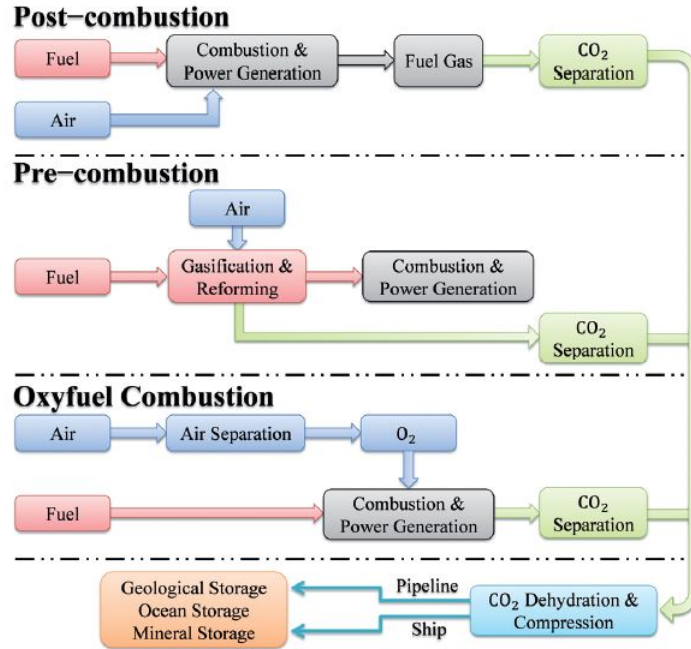 Post−combustion
Fuel
Combustion &
Power Generation
Fuel Gas
CO₂
Separation
Air
Pre−combustion
Air
Fuel
Gasification &
Reforming
Combustion &
Power Generation
CO₂
Separation
Oxyfuel Combustion
Air
Air Separation
O₂
Fuel
Combustion &
Power Generation
CO₂
Separation
Geological Storage
Ocean Storage
Mineral Storage
Pipeline
Ship
CO₂ Dehydration &
Compression